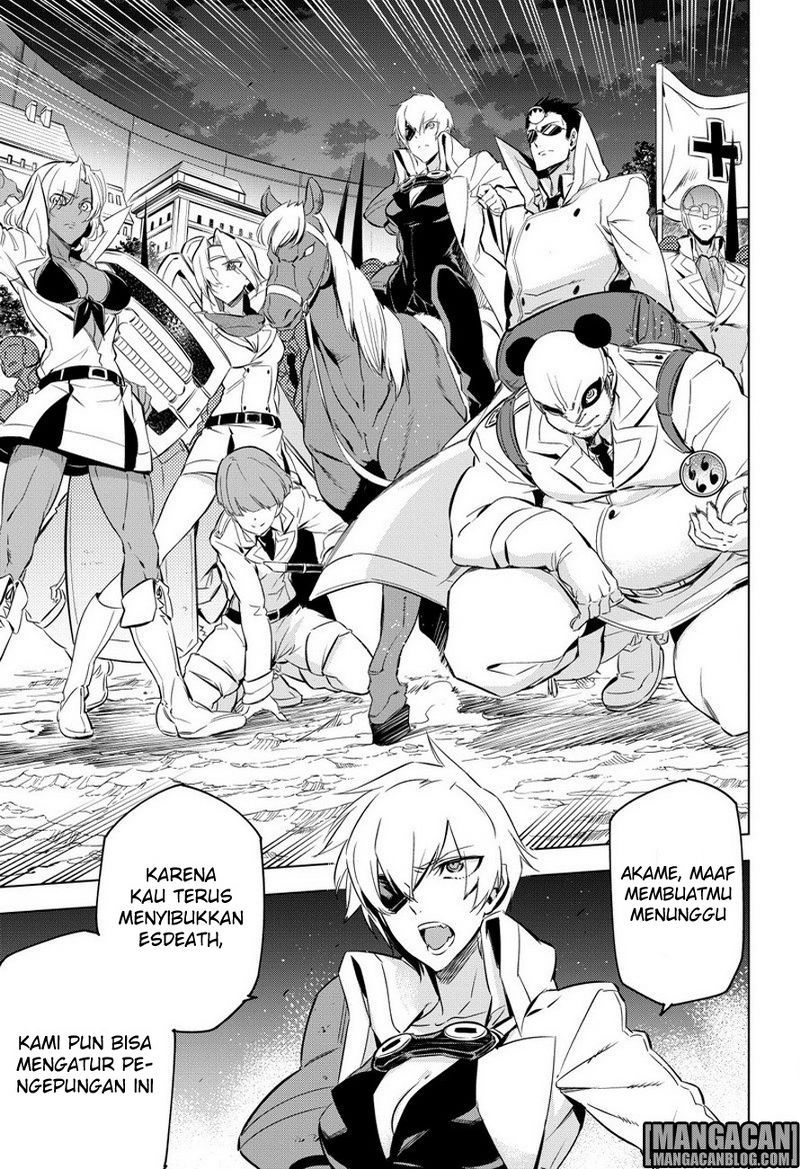 AKAME, MAAF
MEMBUATMU
MENUNGGU
KARENA
KAU TERUS
MENYIBUKKAN
ESDEATH,
KAMI PUN BISA
MENGATUR PE-
NGEPUNGAN INI
[MANGACAN]
MANGACANBLOG.COM